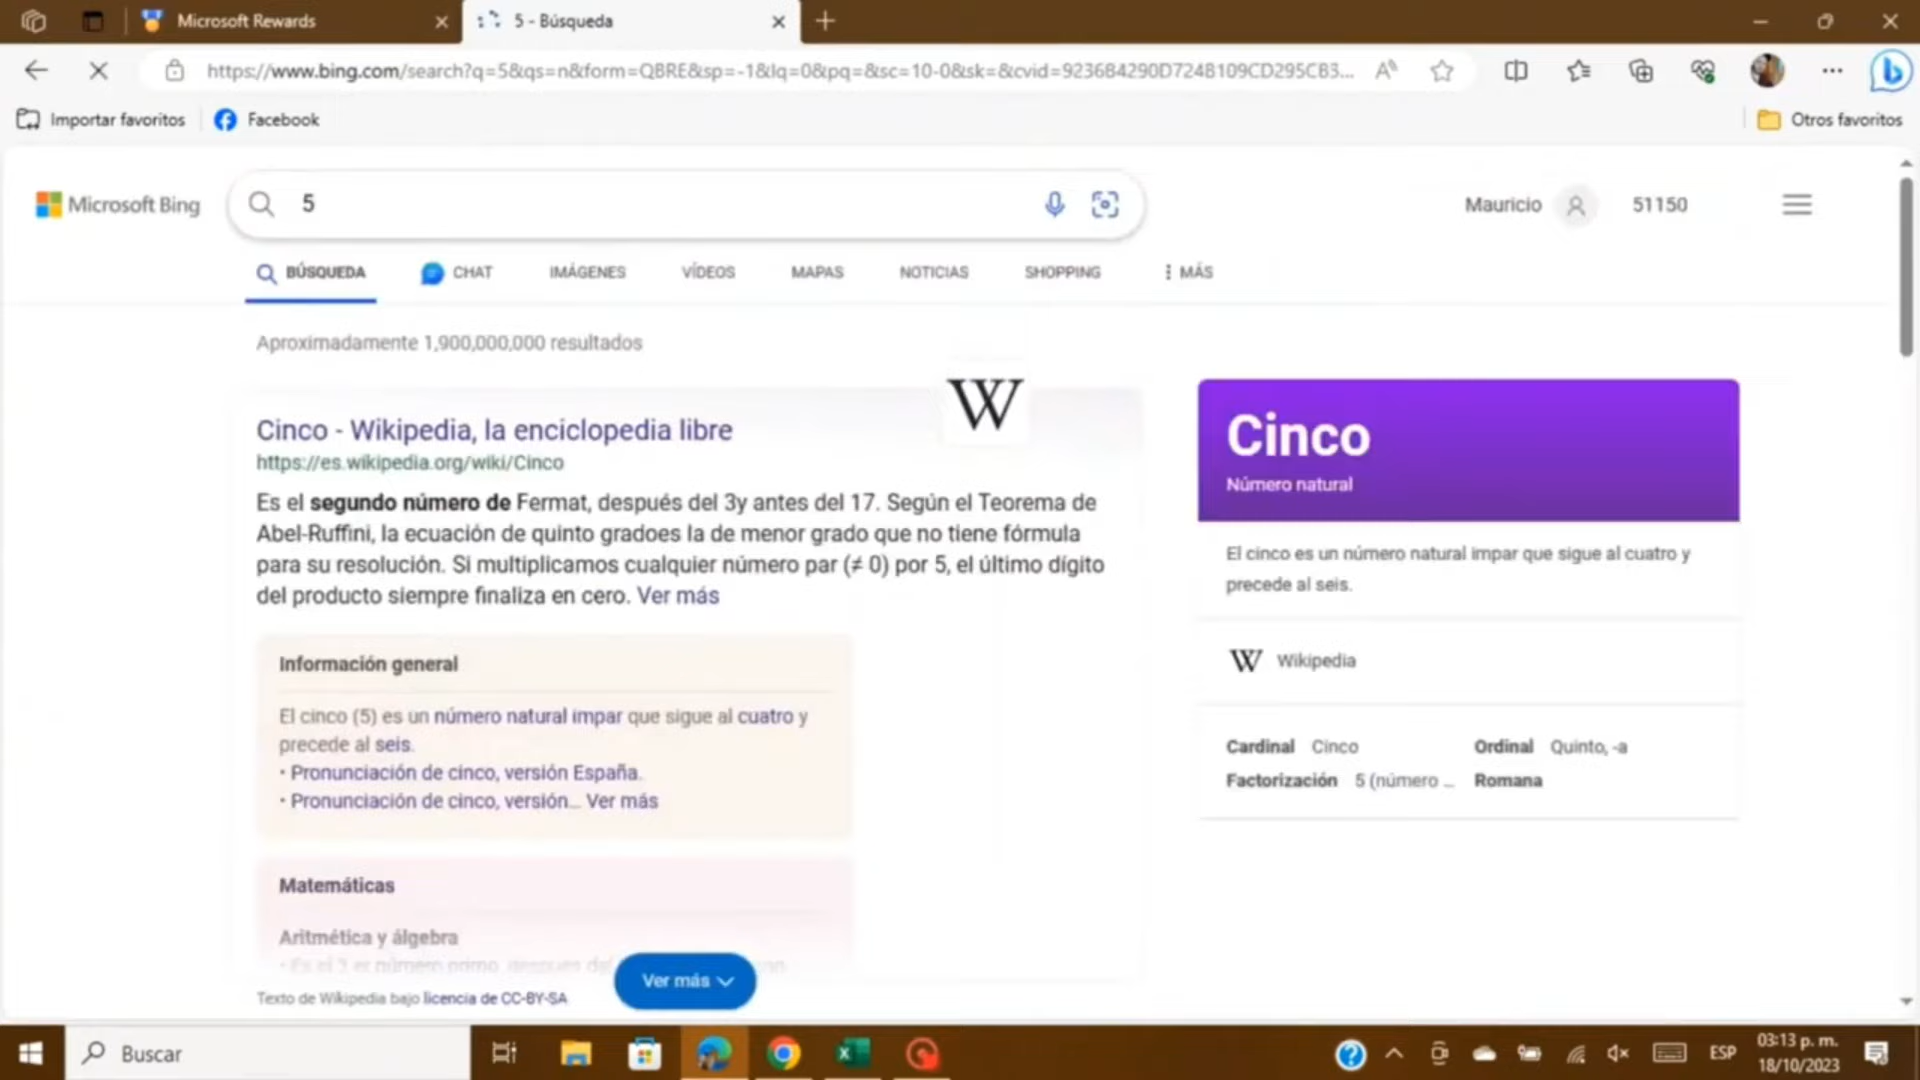 Microsoft Rewards
5 - Búsqueda
https://www.bing.com/search?q=5&qs=n&form=QBRE&sp=-1&lq=0&pq=&sc=10-0&sk=&cvid=9236B4290D724B109CD295CB3...
Importar favoritos
Facebook
Otros favoritos
Microsoft Bing
5
Mauricio
51150
BÚSQUEDA
CHAT
IMÁGENES
VÍDEOS
MAPAS
NOTICIAS
SHOPPING
MÁS
Aproximadamente 1,900,000,000 resultados
W
Cinco - Wikipedia, la enciclopedia libre
https://es.wikipedia.org/wiki/Cinco
Es el segundo número de Fermat, después del 3y antes del 17. Según el Teorema de
Abel-Ruffini, la ecuación de quinto gradoes la de menor grado que no tiene fórmula
para su resolución. Si multiplicamos cualquier número par (≠ 0) por 5, el último dígito
del producto siempre finaliza en cero. Ver más
Información general
El cinco (5) es un número natural impar que sigue al cuatro y
precede al seis.
• Pronunciación de cinco, versión España.
• Pronunciación de cinco, versión... Ver más
Matemáticas
Aritmética y álgebra
• Es el 3.er número primo, después del
Ver más
Texto de Wikipedia bajo licencia de CC-BY-SA
Cinco
Número natural
El cinco es un número natural impar que sigue al cuatro y
precede al seis.
W Wikipedia
Cardinal Cinco
Ordinal Quinto, -a
Factorización 5 (número ...
Romana
Buscar
ESP
03:13 p. m.
18/10/2023